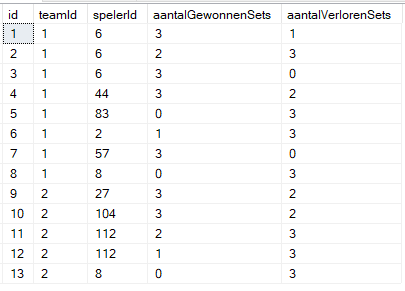 id teamId spelerId aantalGewonnenSets aantalVerlorenSets
1 1 6 3 1
2 1 6 2 3
3 1 6 3 0
4 1 44 3 2
5 1 83 0 3
6 1 2 1 3
7 1 57 3 0
8 1 8 0 3
9 2 27 3 2
10 2 104 3 2
11 2 112 2 3
12 2 112 1 3
13 2 8 0 3